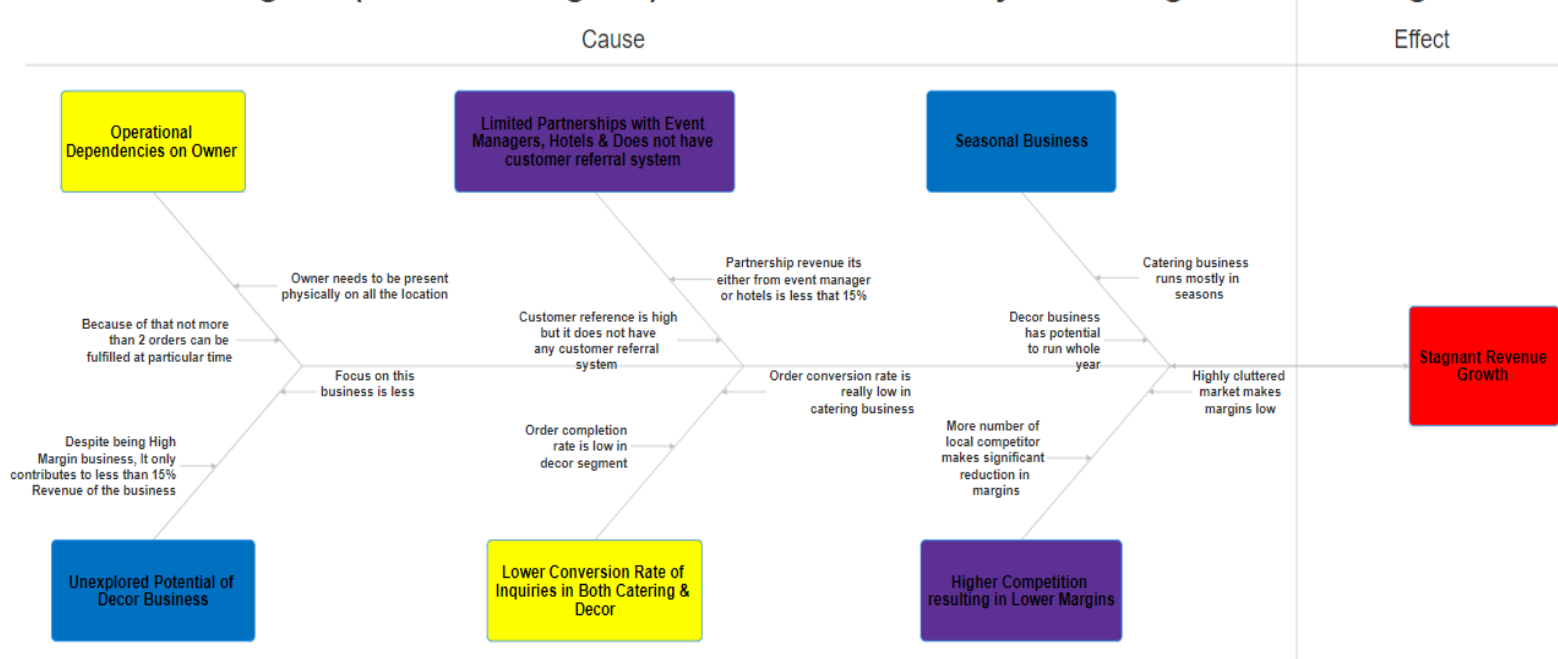 Cause
Effect
Operational
Dependencies on Owner
Limited Partnerships with Event
Managers, Hotels & Does not have
customer referral system
Seasonal Business
Owner needs to be present
physically on all the location
Because of that not more
than 2 orders can be
fulfilled at particular time
Partnership revenue its
either from event manager
or hotels is less that 15%
Customer reference is high
but it does not have
any customer referral
system
Catering business
runs mostly in
seasons
Decor business
has potential
to run whole
year
Stagnant Revenue
Growth
Focus on this
business is less
Despite being High
Margin business, It only
contributes to less than 15%
Revenue of the business
Order conversion rate is
really low in
catering business
Order completion
rate is low in
decor segment
Highly cluttered
market makes
margins low
More number of
local competitor
makes significant
reduction in
margins
Unexplored Potential of
Decor Business
Lower Conversion Rate of
Inquiries in Both Catering &
Decor
Higher Competition
resulting in Lower Margins